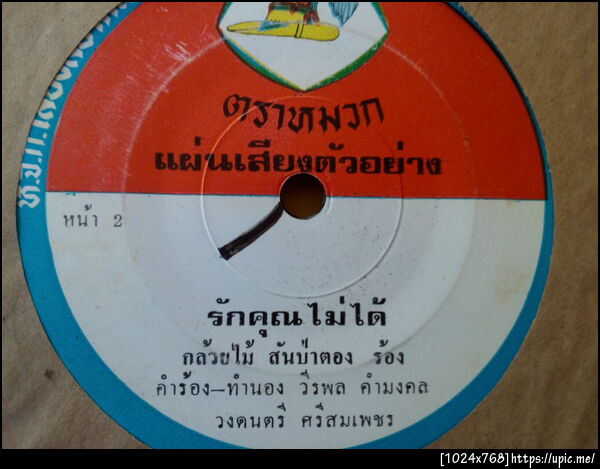 ตราหมวก
แผ่นเสียงตัวอย่าง
หน้า 2
รักคุณไม่ได้
กล้วยไม้ สันป่าตอง ร้อง
คำร้อง-ทำนอง วีรพล คำมงคล
วงดนตรี ศรีสมเพชร
[1024x768]https://upic.me/